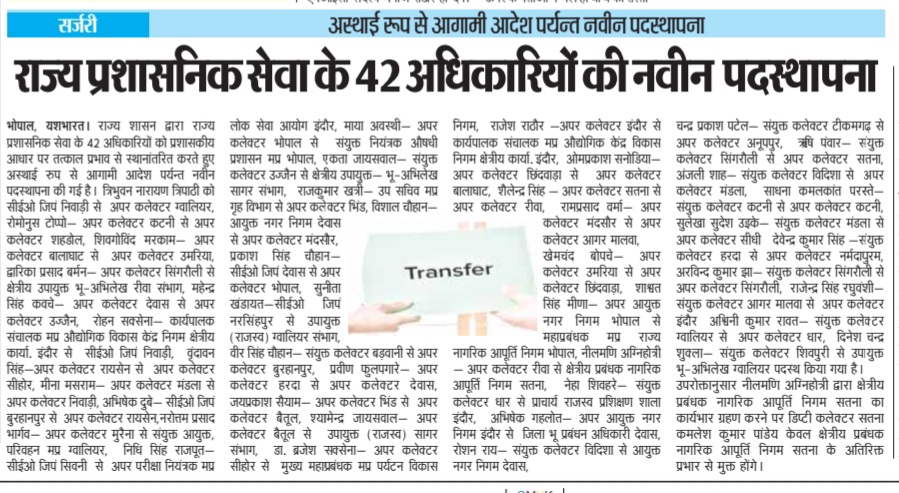 सर्जरी
अस्थाई रूप से आगामी आदेश पर्यन्त नवीन पदस्थापना
राज्य प्रशासनिक सेवा के 42 अधिकारियों की नवीन पदस्थापना
भोपाल, यशभारत। राज्य शासन द्वारा राज्य
प्रशासनिक सेवा के 42 अधिकारियों को प्रशासकीय
आधार पर तत्काल प्रभाव से स्थानांतरित करते हुए
अस्थाई रुप से आगामी आदेश पर्यन्त नवीन
पदस्थापना की गई है। त्रिभुवन नारायण त्रिपाठी को
सीईओ जिपं निवाड़ी से अपर कलेक्टर ग्वालियर,
रोमोनुस टोप्पो– अपर कलेक्टर कटनी से अपर
कलेक्टर शहडोल, शिवगोविंद मरकाम– अपर
कलेक्टर बालाघाट से अपर कलेक्टर उमरिया,
द्वारिका प्रसाद बर्मन– अपर कलेक्टर सिंगरौली से
क्षेत्रीय उपायुक्त भू-अभिलेख रीवा संभाग, महेन्द्र
सिंह कवचे– अपर कलेक्टर देवास से अपर
कलेक्टर उज्जैन, रोहन सक्सेना– कार्यपालक
संचालक मप्र औद्योगिक विकास केंद्र निगम क्षेत्रीय
कार्या. इंदौर से सीईओ जिपं निवाड़ी, वृंदावन
सिंह–अपर कलेक्टर रायसेन से अपर कलेक्टर
सीहोर, मीना मसराम– अपर कलेक्टर मंडला से
अपर कलेक्टर निवाड़ी, अभिषेक दुबे– सीईओ जिपं
बुरहानपुर से अपर कलेक्टर रायसेन,नरोत्तम प्रसाद
भार्गव– अपर कलेक्टर मुरैना से संयुक्त आयुक्त,
परिवहन मप्र ग्वालियर, निधि सिंह राजपूत–
सीईओ जिपं सिवनी से अपर परीक्षा नियंत्रक मप्र
लोक सेवा आयोग इंदौर, माया अवस्थी– अपर
कलेक्टर भोपाल से संयुक्त नियंत्रक औषधी
प्रशासन मप्र भोपाल, एकता जायसवाल– संयुक्त
कलेक्टर उज्जैन से क्षेत्रीय उपायुक्त– भू-अभिलेख
सागर संभाग, राजकुमार खत्री– उप सचिव मप्र
गृह विभाग से अपर कलेक्टर भिंड, विशाल चौहान–
आयुक्त नगर निगम देवास
से अपर कलेक्टर मंदसौर,
प्रकाश सिंह चौहान–
सीईओ जिपं देवास से अपर
कलेक्टर भोपाल, सुनीता
खंडायत–सीईओ जिपं
नरसिंहपुर से उपायुक्त
(राजस्व) ग्वालियर संभाग,
वीर सिंह चौहान– संयुक्त कलेक्टर बड़वानी से अपर
कलेक्टर बुरहानपुर, प्रवीण फुलपगारे– अपर
कलेक्टर हरदा से अपर कलेक्टर देवास,
जयप्रकाश सैयाम– अपर कलेक्टर भिंड से अपर
कलेक्टर बैतूल, श्यामेन्द्र जायसवाल– अपर
कलेक्टर बैतूल से उपायुक्त (राजस्व) सागर
संभाग, डा. ब्रजेश सक्सेना– अपर कलेक्टर
सीहोर से मुख्य महाप्रबंधक मप्र पर्यटन विकास
निगम, राजेश राठौर –अपर कलेक्टर इंदौर से
कार्यपालक संचालक मप्र औद्योगिक केंद्र विकास
निगम क्षेत्रीय कार्या. इंदौर, ओमप्रकाश सनोडिया–
अपर कलेक्टर छिंदवाड़ा से अपर कलेक्टर
बालाघाट, शैलेन्द्र सिंह – अपर कलेक्टर सतना से
अपर कलेक्टर रीवा, रामप्रसाद वर्मा– अपर
कलेक्टर मंदसौर से अपर
कलेक्टर आगर मालवा,
खेमचंद बोपचे– अपर
कलेक्टर उमरिया से अपर
कलेक्टर छिंदवाड़ा, शाश्वत
सिंह मीणा– अपर आयुक्त
नगर निगम भोपाल से
महाप्रबंधक मप्र राज्य
नागरिक आपूर्ति निगम भोपाल, नीलमणि अग्निहोत्री
– अपर कलेक्टर रीवा से क्षेत्रीय प्रबंधक नागरिक
आपूर्ति निगम सतना, नेहा शिवहरे– संयुक्त
कलेक्टर धार से प्राचार्य राजस्व प्रशिक्षण शाला
इंदौर, अभिषेक गहलोत– अपर आयुक्त नगर
निगम इंदौर से जिला भू प्रबंधन अधिकारी देवास,
रोशन राय– संयुक्त कलेक्टर विदिशा से आयुक्त
नगर निगम देवास,
Transfer
चन्द्र प्रकाश पटेल– संयुक्त कलेक्टर टीकमगढ़ से
अपर कलेक्टर अनूपपुर, ऋषि पंवार– संयुक्त
कलेक्टर सिंगरौली से अपर कलेक्टर सतना,
अंजली शाह– संयुक्त कलेक्टर विदिशा से अपर
कलेक्टर मंडला, साधना कमलकांत परस्ते–
संयुक्त कलेक्टर कटनी से अपर कलेक्टर कटनी,
सुलेखा सुदेश उइके– संयुक्त कलेक्टर मंडला से
अपर कलेक्टर सीधी देवेन्द्र कुमार सिंह –संयुक्त
कलेक्टर हरदा से अपर कलेक्टर नर्मदापुरम,
अरविन्द कुमार झा– संयुक्त कलेक्टर सिंगरौली से
अपर कलेक्टर सिंगरौली, राजेन्द्र सिंह रघुवंशी–
संयुक्त कलेक्टर आगर मालवा से अपर कलेक्टर
इंदौर अश्विनी कुमार रावत– संयुक्त कलेक्टर
ग्वालियर से अपर कलेक्टर धार, दिनेश चन्द्र
शुक्ला– संयुक्त कलेक्टर शिवपुरी से उपायुक्त
भू-अभिलेख ग्वालियर पदस्थ किया गया है।
उपरोक्तानुसार नीलमणि अग्निहोत्री द्वारा क्षेत्रीय
प्रबंधक नागरिक आपूर्ति निगम सतना का
कार्यभार ग्रहण करने पर डिप्टी कलेक्टर सतना
कमलेश कुमार पांडेय केवल क्षेत्रीय प्रबंधक
नागरिक आपूर्ति निगम सतना के अतिरिक्त
प्रभार से मुक्त होंगे।